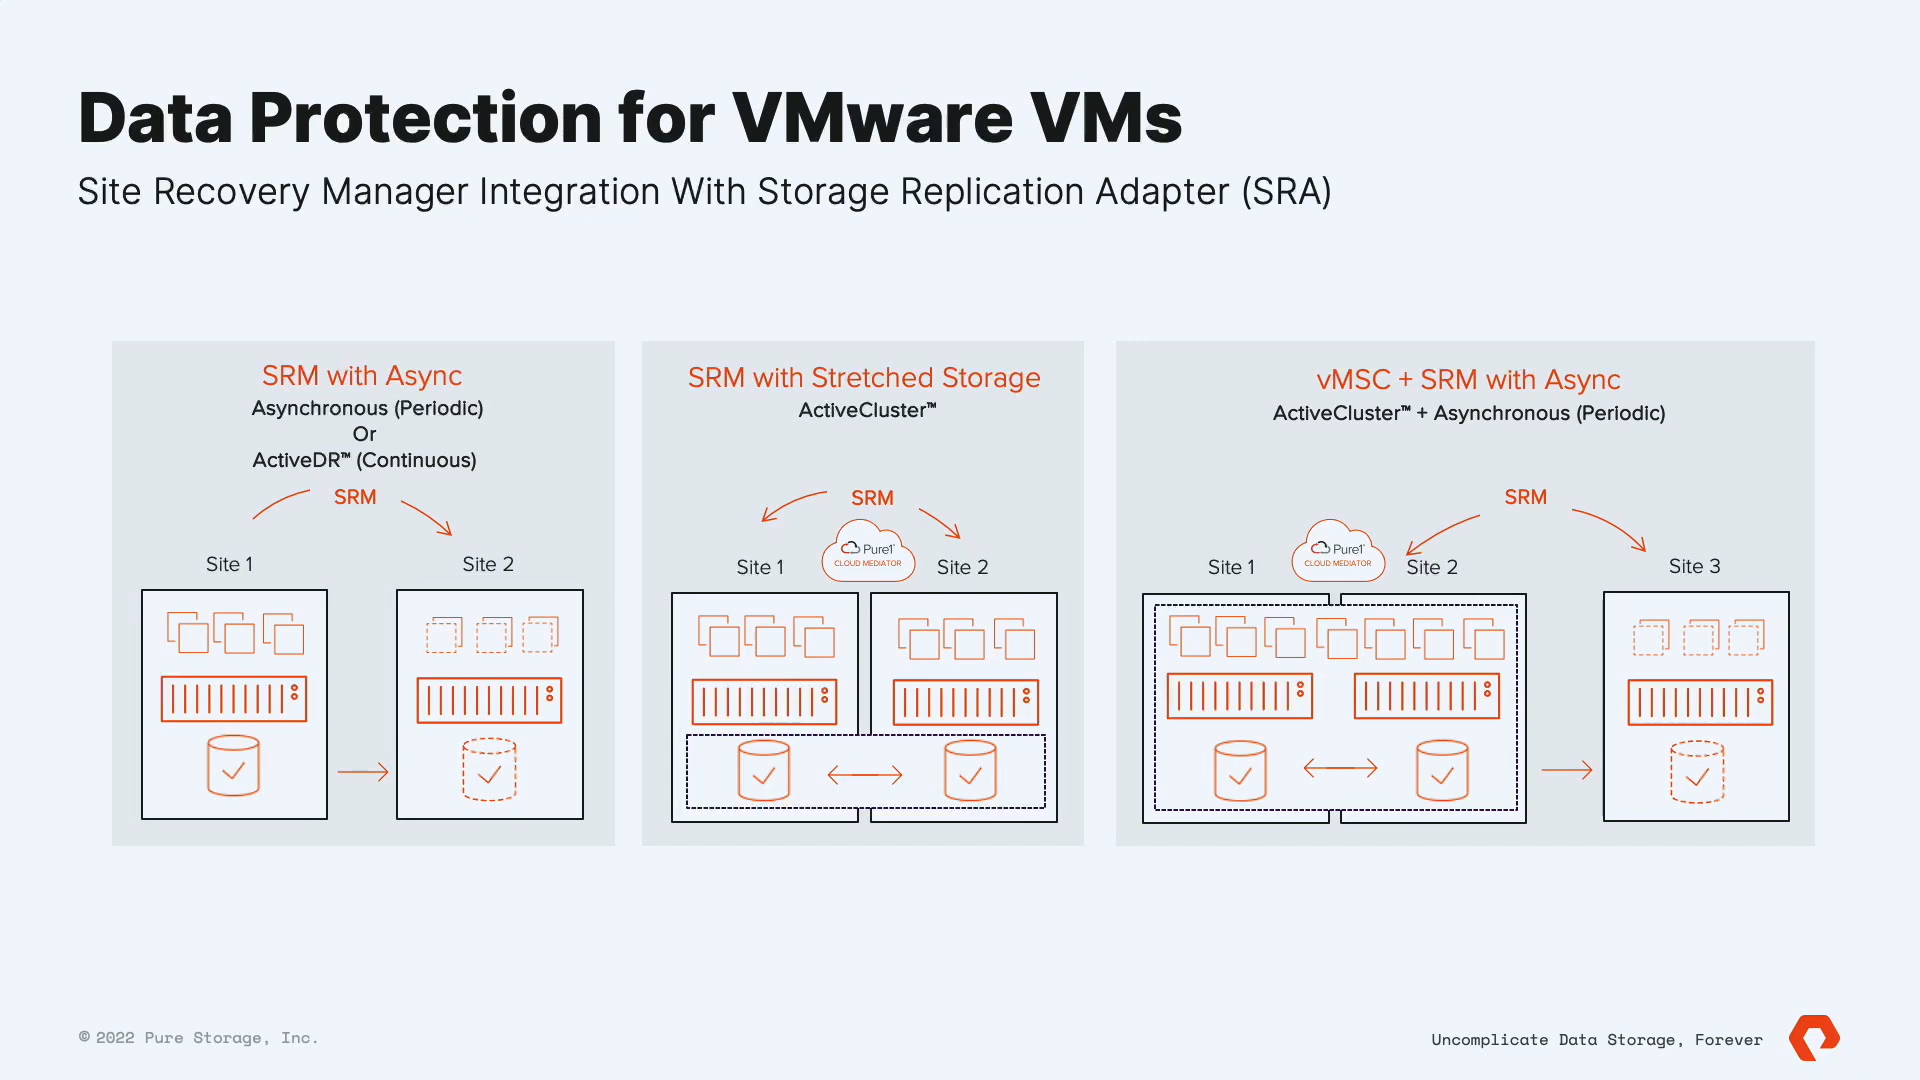 Data Protection for VMware VMs
Site Recovery Manager Integration With Storage Replication Adapter (SRA)
SRM with Async
Asynchronous (Periodic)
Or
ActiveDR™ (Continuous)
SRM
Site 1
Site 2
SRM with Stretched Storage
ActiveCluster™
SRM
Pure1®
CLOUD MEDIATOR
Site 1
Site 2
vMSC + SRM with Async
ActiveCluster™ + Asynchronous (Periodic)
SRM
Pure1®
CLOUD MEDIATOR
Site 1
Site 2
Site 3
© 2022 Pure Storage, Inc.
Uncomplicate Data Storage, Forever